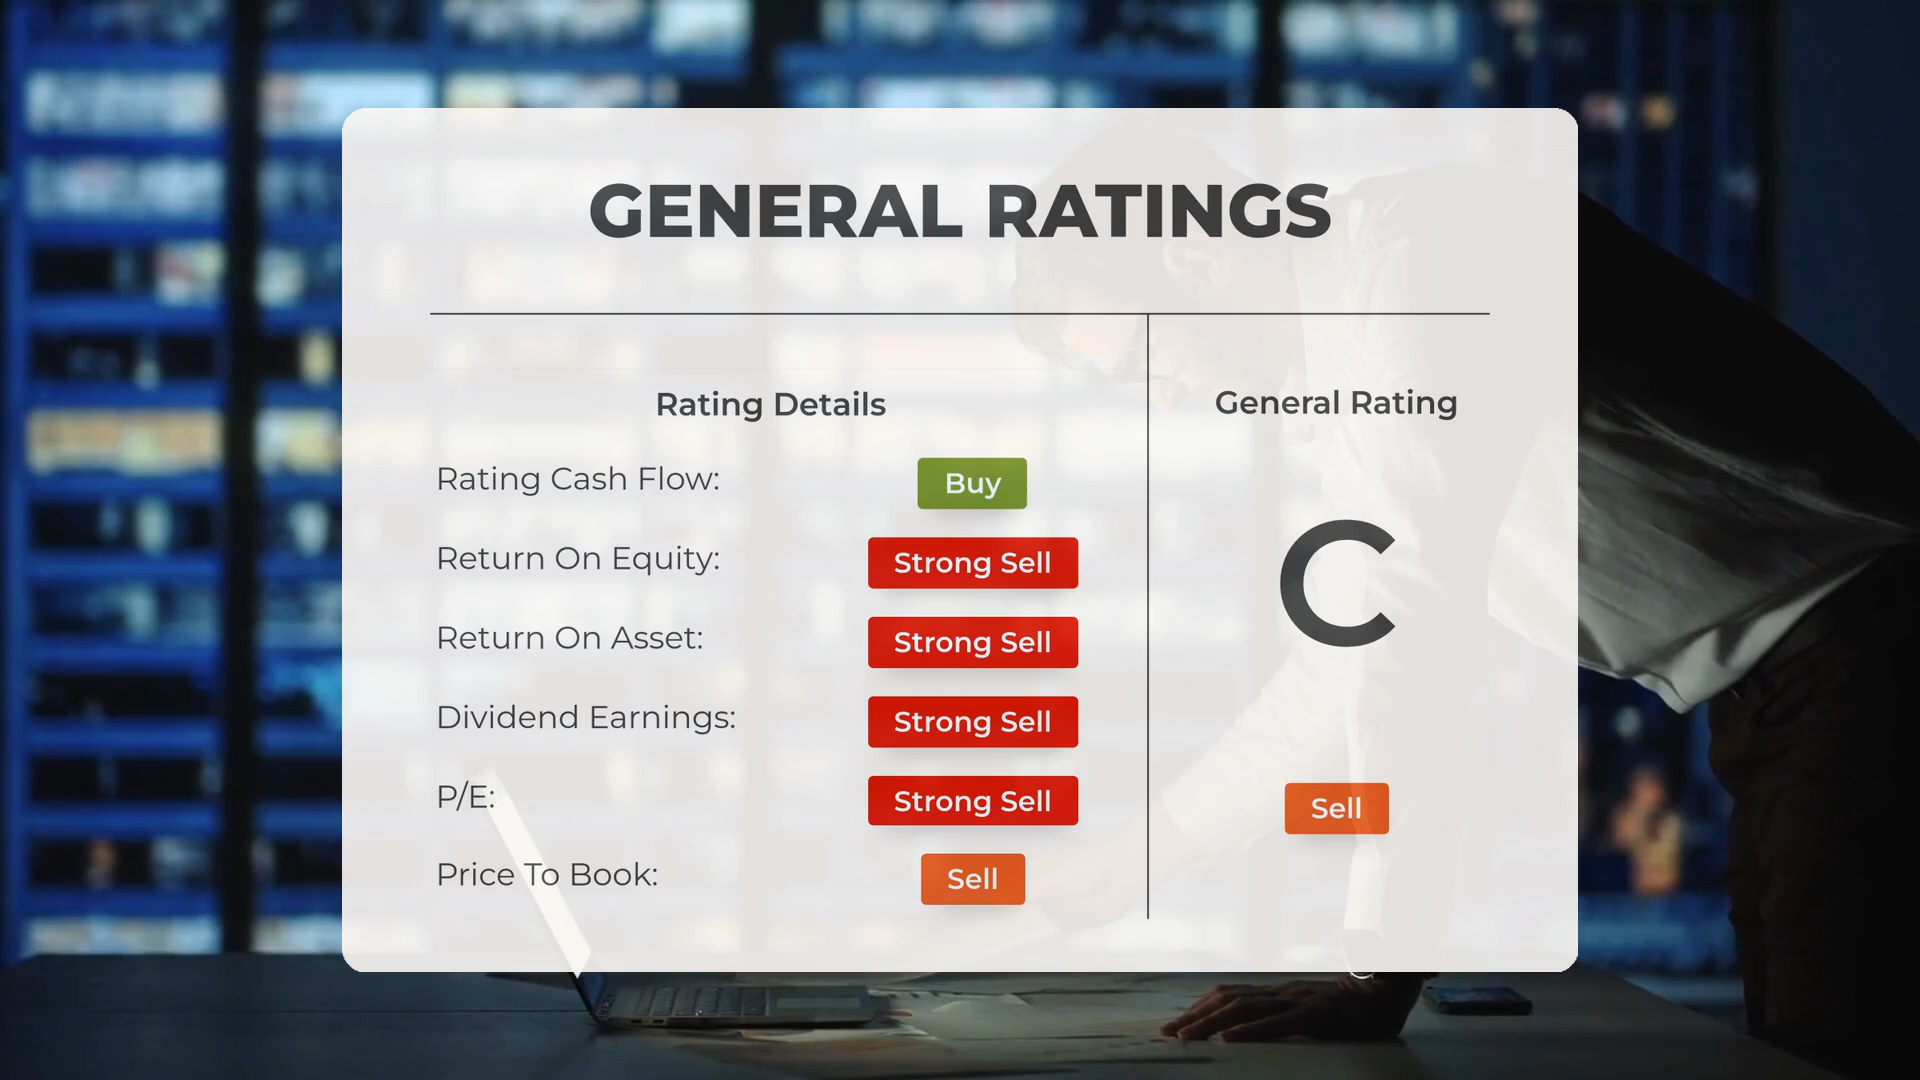 GENERAL RATINGS
Rating Details
General Rating
Rating Cash Flow: Buy
Return On Equity: Strong Sell
Return On Asset: Strong Sell
Dividend Earnings: Strong Sell
P/E: Strong Sell
Price To Book: Sell
C
Sell